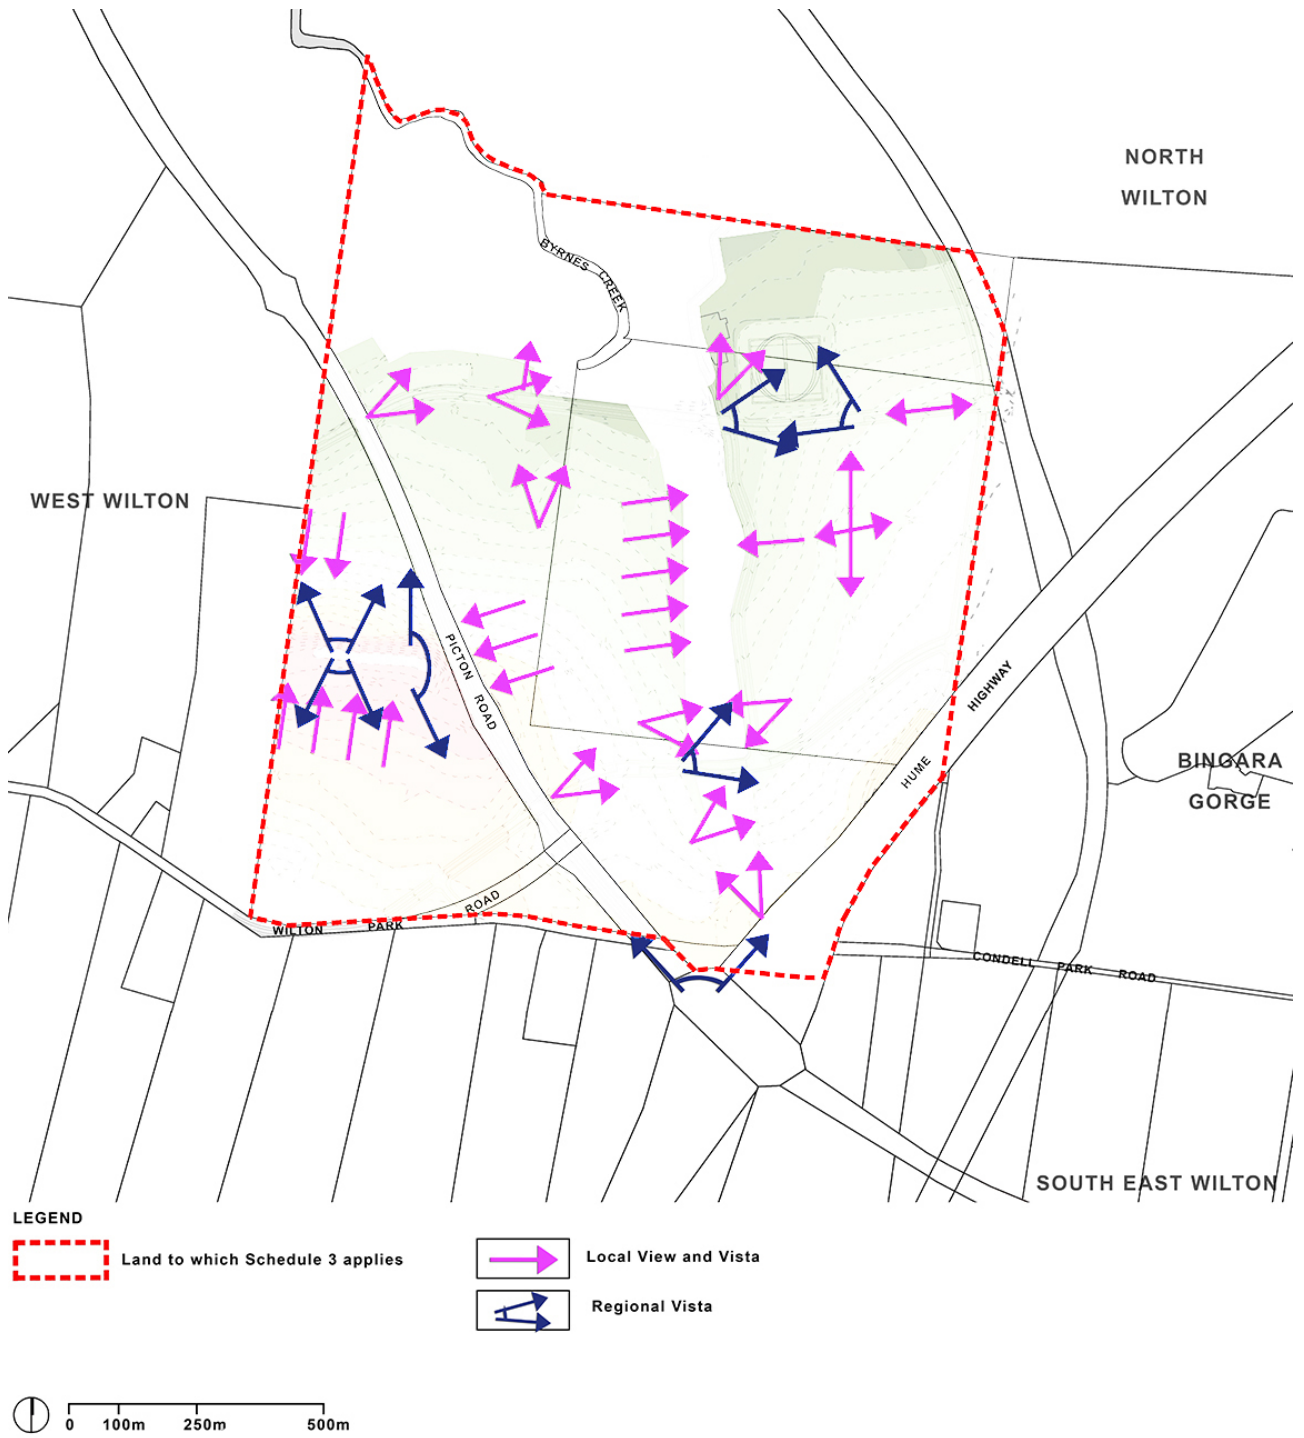 NORTH
WILTON
BYRNES CREEK
WEST WILTON
PICTON ROAD
HIGHWAY
HUME
BINGARA
GORGE
ROAD
WILTON PARK
CONDELL PARK ROAD
SOUTH EAST WILTON
LEGEND
Land to which Schedule 3 applies
Local View and Vista
Regional Vista
0 100m 250m 500m